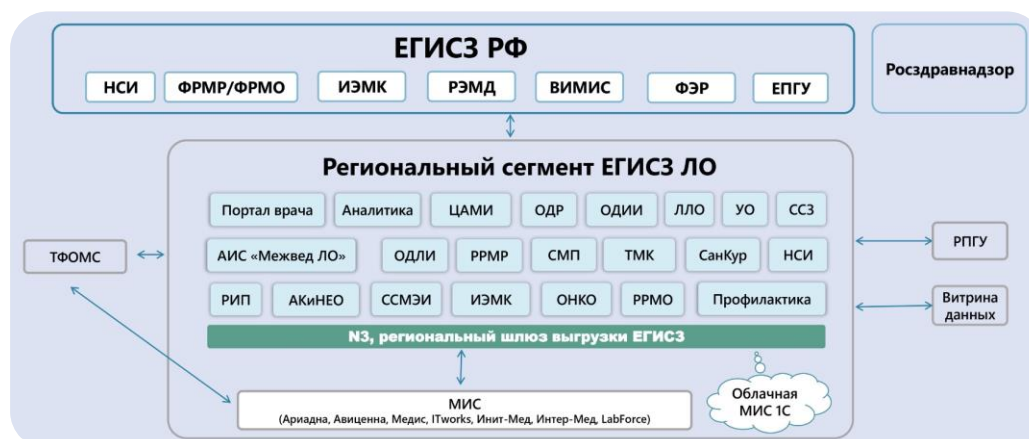 ЕГИСЗ РФ
НСИ
ФРМР/ФРМО
ИЭМК
РЭМД
ВИМИС
ФЭР
ЕПГУ
Росздравнадзор
Региональный сегмент ЕГИСЗ ЛО
Портал врача
Аналитика
ЦАМИ
ОДР
ОДИИ
ЛЛО
УО
ССЗ
АИС «Межвед ЛО»
ОДЛИ
РРМР
СМП
ТМК
СанКур
НСИ
РИП
АКиНЕО
ССМЭИ
ИЭМК
ОНКО
РРМО
Профилактика
N3, региональный шлюз выгрузки ЕГИСЗ
ТФОМС
РПГУ
Витрина
данных
МИС
(Ариадна, Авиценна, Медис, ITworks, Инит-Мед, Интер-Мед, LabForce)
Облачная
МИС 1С